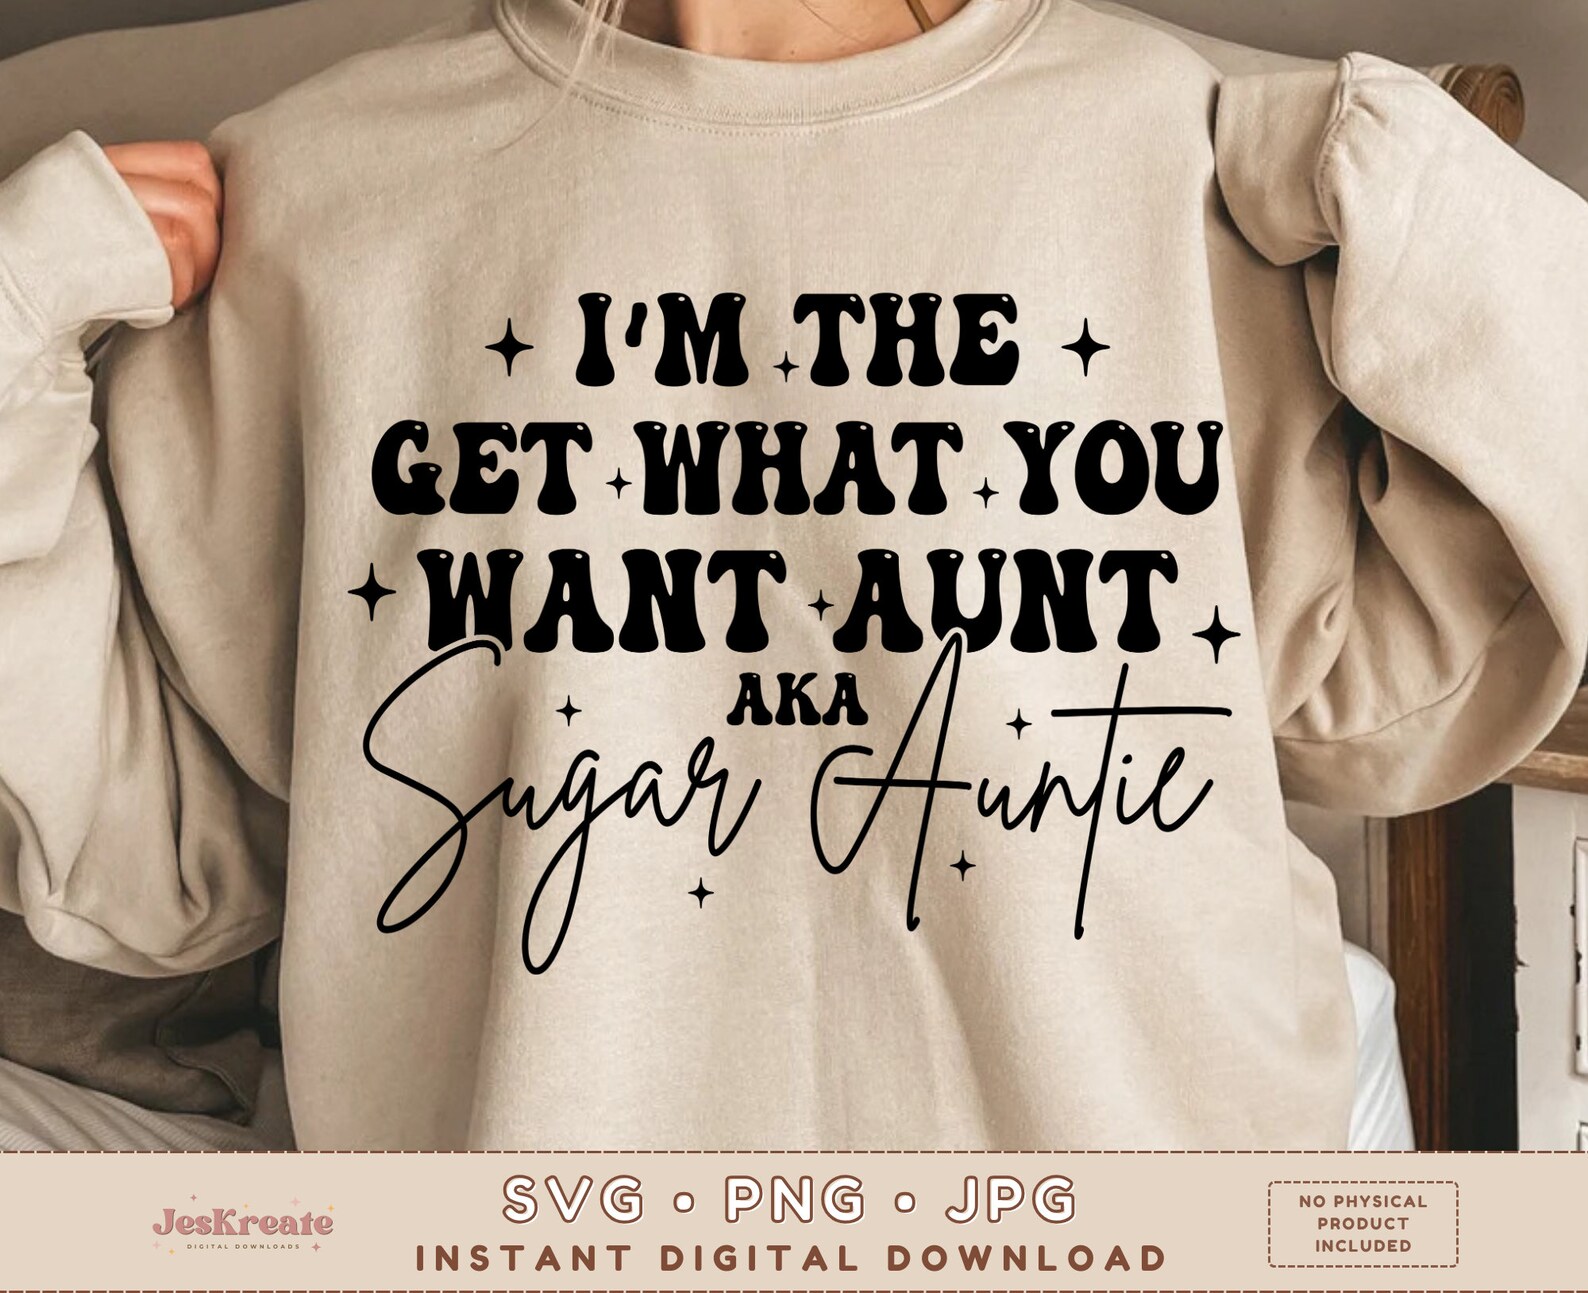 I'M THE
GET WHAT YOU
WANT AUNT
AKA
Sugar Auntie
SVG • PNG • JPG
INSTANT DIGITAL DOWNLOAD
JesKreate
DIGITAL DOWNLOADS
NO PHYSICAL
PRODUCT
INCLUDED